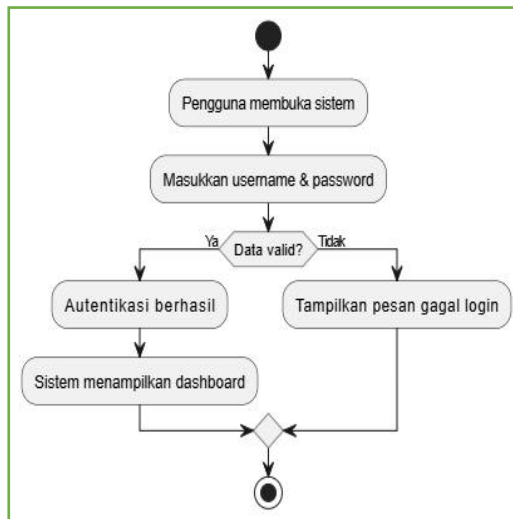 Pengguna membuka sistem
Masukkan username & password
Ya
Data valid?
Tidak
Autentikasi berhasil
Tampilkan pesan gagal login
Sistem menampilkan dashboard